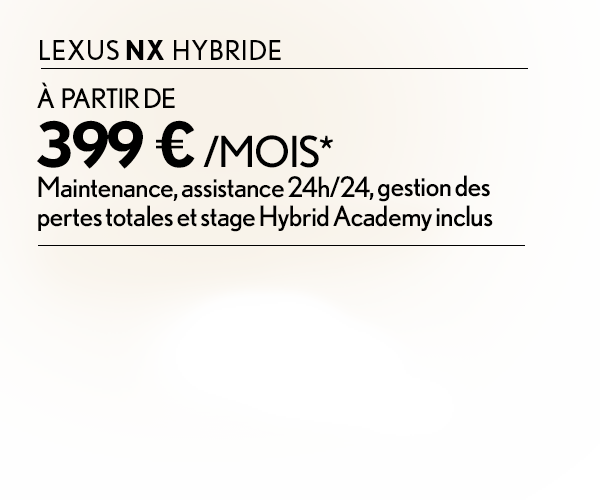 LEXUS NX HYBRIDE
À PARTIR DE
399 € /MOIS*
Maintenance, assistance 24h/24, gestion des
pertes totales et stage Hybrid Academy inclus